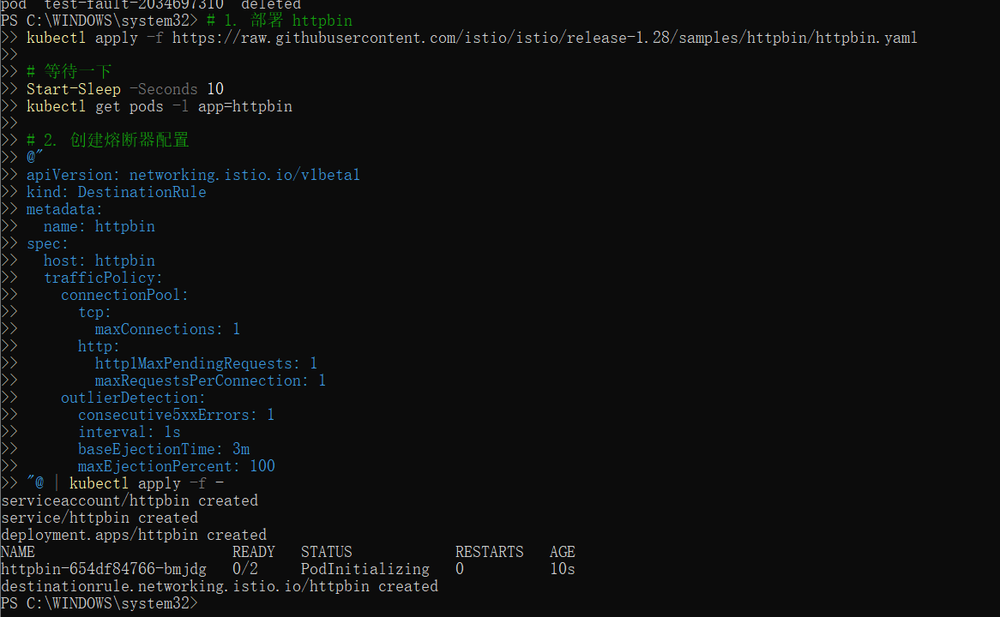 pod "test-fault-2034697310" deleted
PS C:\WINDOWS\system32> # 1. 部署 httpbin
>> kubectl apply -f https://raw.githubusercontent.com/istio/istio/release-1.28/samples/httpbin/httpbin.yaml
>>
>> # 等待一下
>> Start-Sleep -Seconds 10
>> kubectl get pods -l app=httpbin
>>
>> # 2. 创建熔断器配置
>> @"
>> apiVersion: networking.istio.io/v1beta1
>> kind: DestinationRule
>> metadata:
>>   name: httpbin
>> spec:
>>   host: httpbin
>>   trafficPolicy:
>>     connectionPool:
>>       tcp:
>>         maxConnections: 1
>>       http:
>>         http1MaxPendingRequests: 1
>>         maxRequestsPerConnection: 1
>>     outlierDetection:
>>       consecutive5xxErrors: 1
>>       interval: 1s
>>       baseEjectionTime: 3m
>>       maxEjectionPercent: 100
>> "@ | kubectl apply -f -
serviceaccount/httpbin created
service/httpbin created
deployment.apps/httpbin created
NAME                       READY   STATUS            RESTARTS   AGE
httpbin-654df84766-bmjdg   0/2     PodInitializing   0          10s
destinationrule.networking.istio.io/httpbin created
PS C:\WINDOWS\system32>